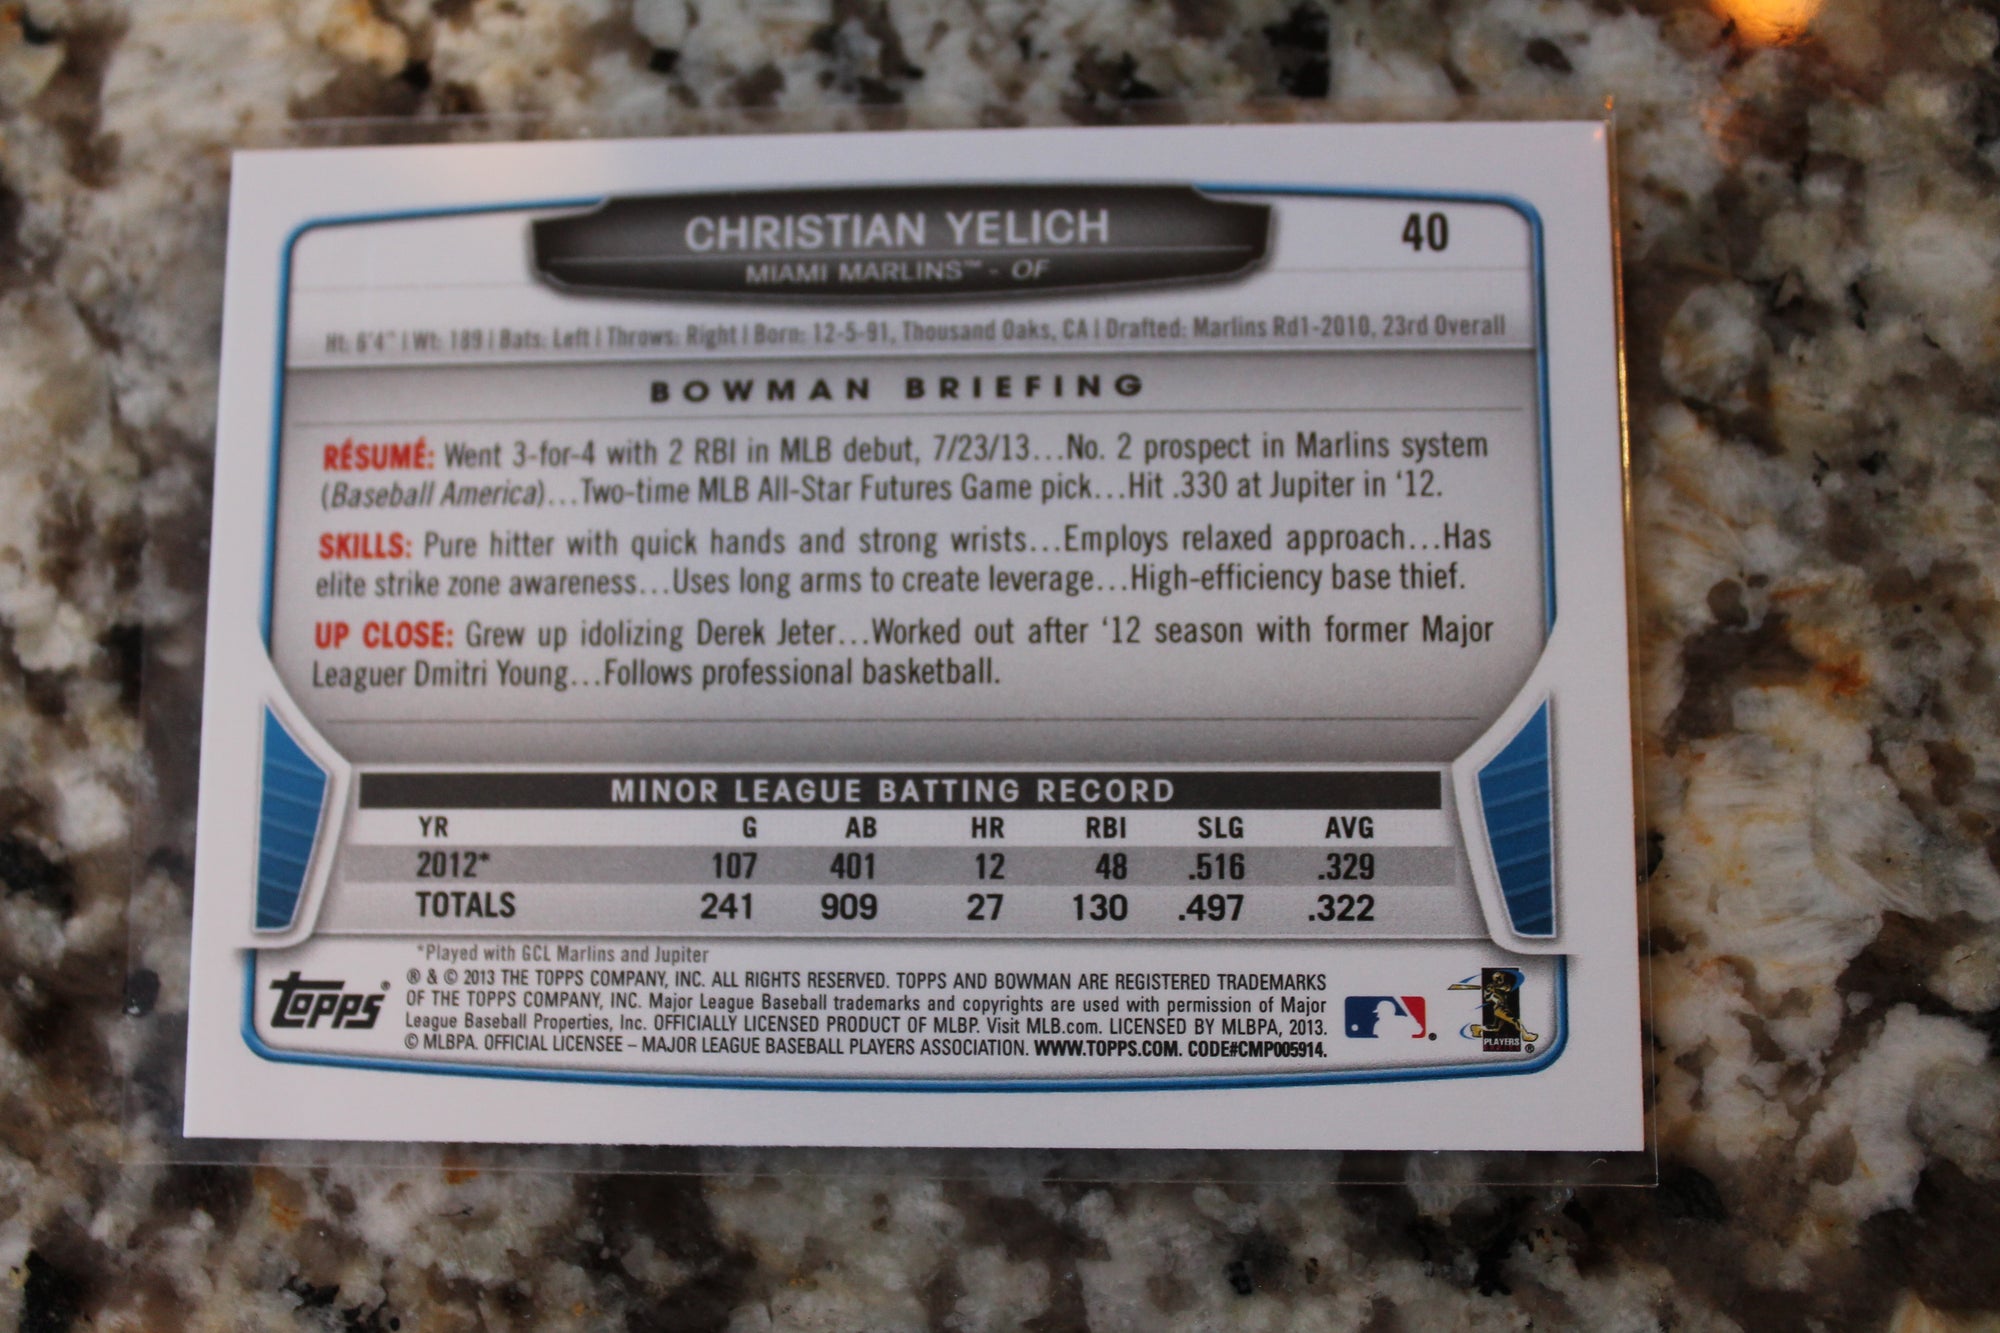 CHRISTIAN YELICH
40
MIAMI MARLINS™ - OF
Ht: 6'4" | Wt: 189 | Bats: Left | Throws: Right | Born: 12-5-91, Thousand Oaks, CA | Drafted: Marlins Rd1-2010, 23rd Overall
BOWMAN BRIEFING
RÉSUMÉ: Went 3-for-4 with 2 RBI in MLB debut, 7/23/13...No. 2 prospect in Marlins system
(Baseball America)...Two-time MLB All-Star Futures Game pick...Hit .330 at Jupiter in '12.
SKILLS: Pure hitter with quick hands and strong wrists...Employs relaxed approach...Has
elite strike zone awareness...Uses long arms to create leverage...High-efficiency base thief.
UP CLOSE: Grew up idolizing Derek Jeter...Worked out after '12 season with former Major
Leaguer Dmitri Young...Follows professional basketball.
MINOR LEAGUE BATTING RECORD
YR G AB HR RBI SLG AVG
2012* 107 401 12 48 .516 .329
TOTALS 241 909 27 130 .497 .322
*Played with GCL Marlins and Jupiter
TOPPS®
® & © 2013 THE TOPPS COMPANY, INC. ALL RIGHTS RESERVED. TOPPS AND BOWMAN ARE REGISTERED TRADEMARKS
OF THE TOPPS COMPANY, INC. Major League Baseball trademarks and copyrights are used with permission of Major
League Baseball Properties, Inc. OFFICIALLY LICENSED PRODUCT OF MLBP. Visit MLB.com. LICENSED BY MLBPA, 2013.
© MLBPA. OFFICIAL LICENSEE – MAJOR LEAGUE BASEBALL PLAYERS ASSOCIATION. WWW.TOPPS.COM. CODE#CMP005914.
PLAYERS